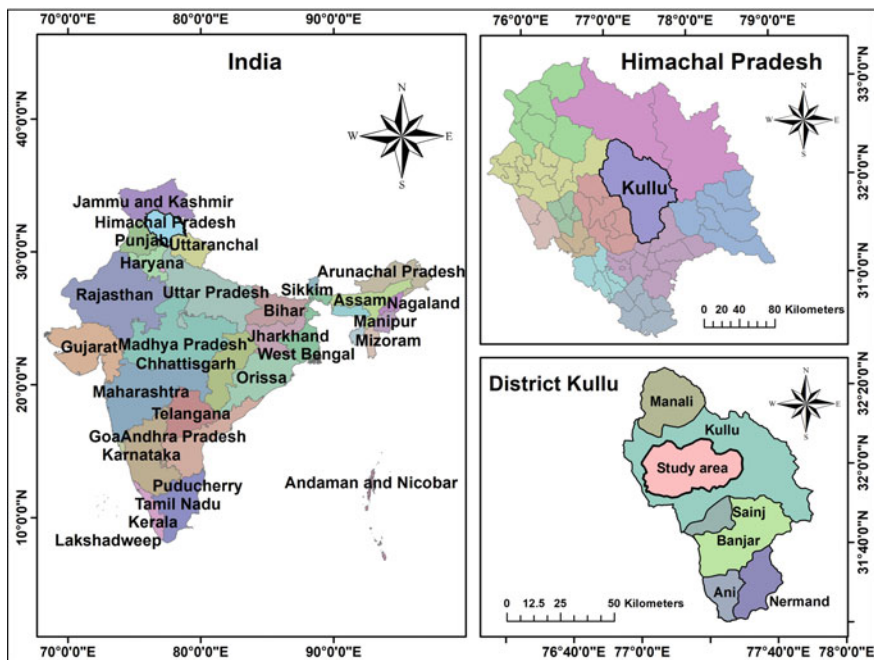 70°0'0"E 80°0'0"E 90°0'0"E
India
N
W E
S
40°0'0"N
30°0'0"N
20°0'0"N
10°0'0"N
Jammu and Kashmir
Himachal Pradesh
Punjab
Uttaranchal
Haryana
Arunachal Pradesh
Rajasthan
Uttar Pradesh
Sikkim
Assam
Nagaland
Bihar
Manipur
Jharkhand
Mizoram
Gujarat
Madhya Pradesh
West Bengal
Chhattisgarh
Orissa
Maharashtra
Telangana
Goa
Andhra Pradesh
Karnataka
Puducherry
Andaman and Nicobar
Tamil Nadu
Kerala
Lakshadweep
70°0'0"E 80°0'0"E 90°0'0"E
76°0'0"E 77°0'0"E 78°0'0"E
Himachal Pradesh
N
W E
S
33°0'0"N
32°0'0"N
31°0'0"N
Kullu
0 20 40 80 Kilometers
District Kullu
N
W E
S
32°20'0"N
32°0'0"N
31°40'0"N
Manali
Kullu
Study area
Sainj
Banjar
Ani
Nermand
0 12.5 25 50 Kilometers
76°40'0"E 77°0'0"E 77°40'0"E 78°0'0"E